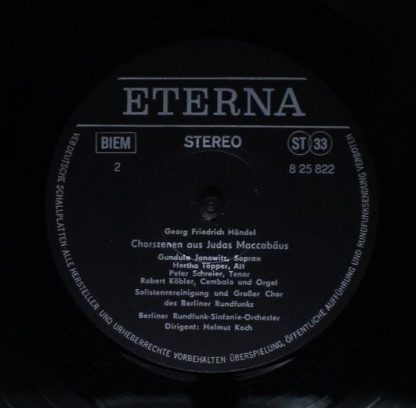 ETERNA
BIEM
STEREO
ST 33
2
8 25 822
Georg Friedrich Händel
Chorszenen aus Judas Maccabäus
Gundula Janowitz, Sopran
Hertha Töpper, Alt
Peter Schreier, Tenor
Robert Köbler, Cembalo und Orgel
Solistenvereinigung und Großer Chor
des Berliner Rundfunks
Berliner Rundfunk-Sinfonie-Orchester
Dirigent: Helmut Koch
VEB DEUTSCHE SCHALLPLATTEN ALLE HERSTELLER- UND URHEBERRECHTE VORBEHALTEN ÜBERSPIELUNG, ÖFFENTLICHE AUFFÜHRUNG UND RUNDFUNKSENDUNG VERBOTEN